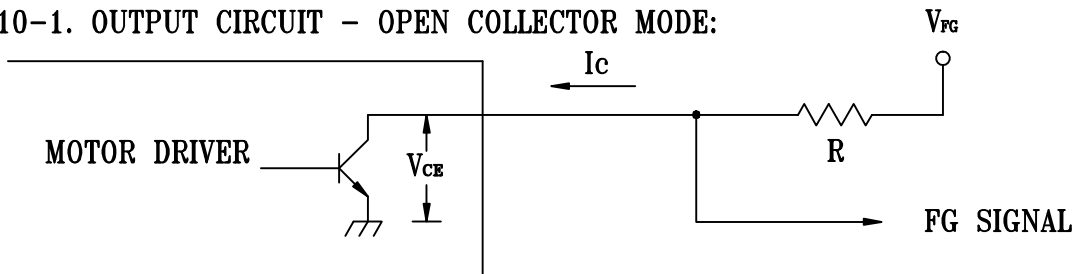 10-1. OUTPUT CIRCUIT - OPEN COLLECTOR MODE:
VFG
Ic
MOTOR DRIVER
VCE
R
FG SIGNAL